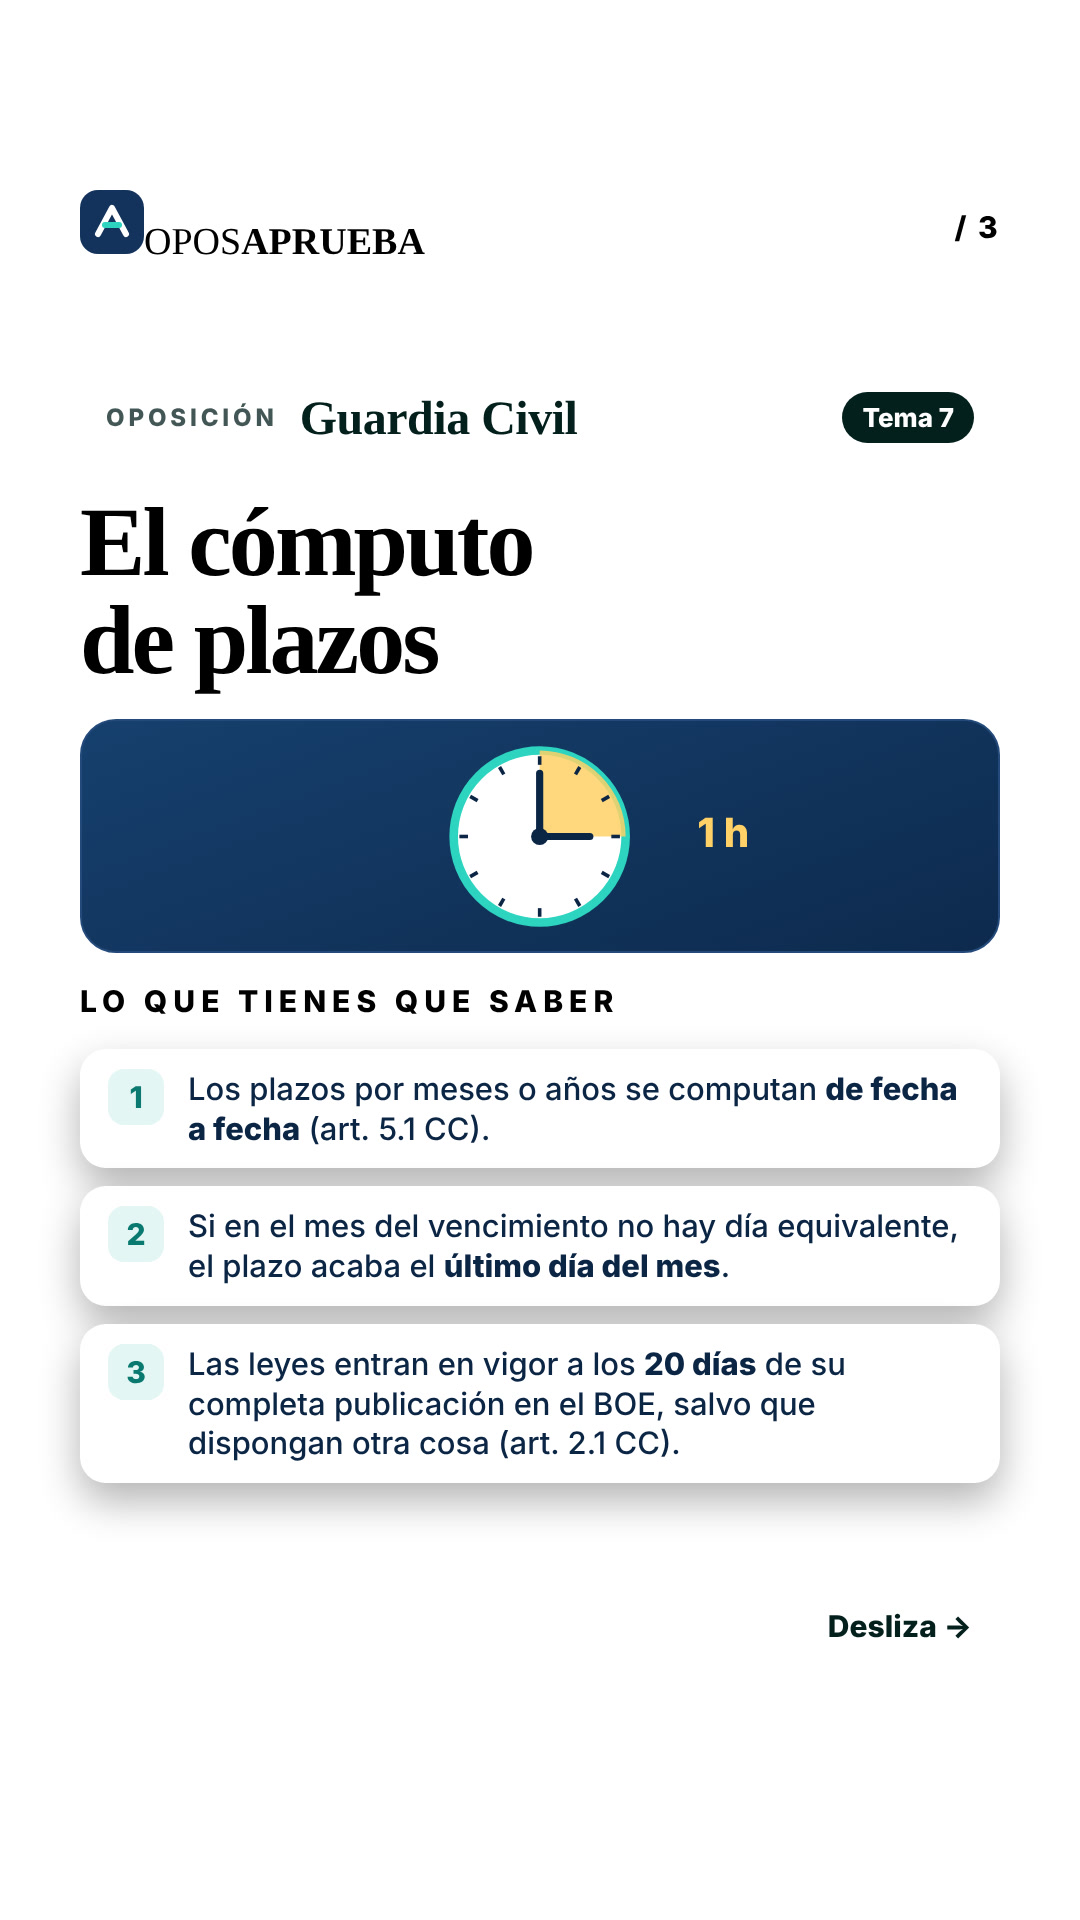 OPOSAPRUEBA
/ 3
OPOSICIÓN Guardia Civil
Tema 7
El cómputo
de plazos
1 h
LO QUE TIENES QUE SABER
1
Los plazos por meses o años se computan de fecha
a fecha (art. 5.1 CC).
2
Si en el mes del vencimiento no hay día equivalente,
el plazo acaba el último día del mes.
3
Las leyes entran en vigor a los 20 días de su
completa publicación en el BOE, salvo que
dispongan otra cosa (art. 2.1 CC).
Desliza →